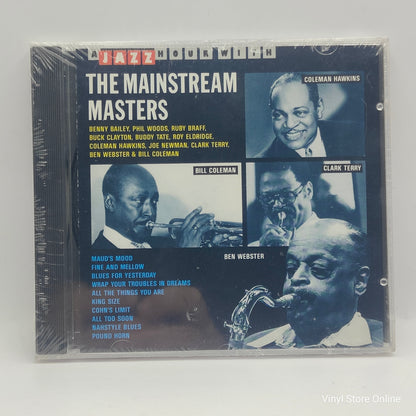 A JAZZ HOUR WITH
THE MAINSTREAM
MASTERS
BENNY BAILEY, PHIL WOODS, RUBY BRAFF,
BUCK CLAYTON, BUDDY TATE, ROY ELDRIDGE,
COLEMAN HAWKINS, JOE NEWMAN, CLARK TERRY,
BEN WEBSTER & BILL COLEMAN
COLEMAN HAWKINS
BILL COLEMAN
CLARK TERRY
BEN WEBSTER
MAUD'S MOOD
FINE AND MELLOW
BLUES FOR YESTERDAY
WRAP YOUR TROUBLES IN DREAMS
ALL THE THINGS YOU ARE
KING SIZE
COHN'S LIMIT
ALL TOO SOON
BAHSTYLE BLUES
POUND HORN
Vinyl Store Online